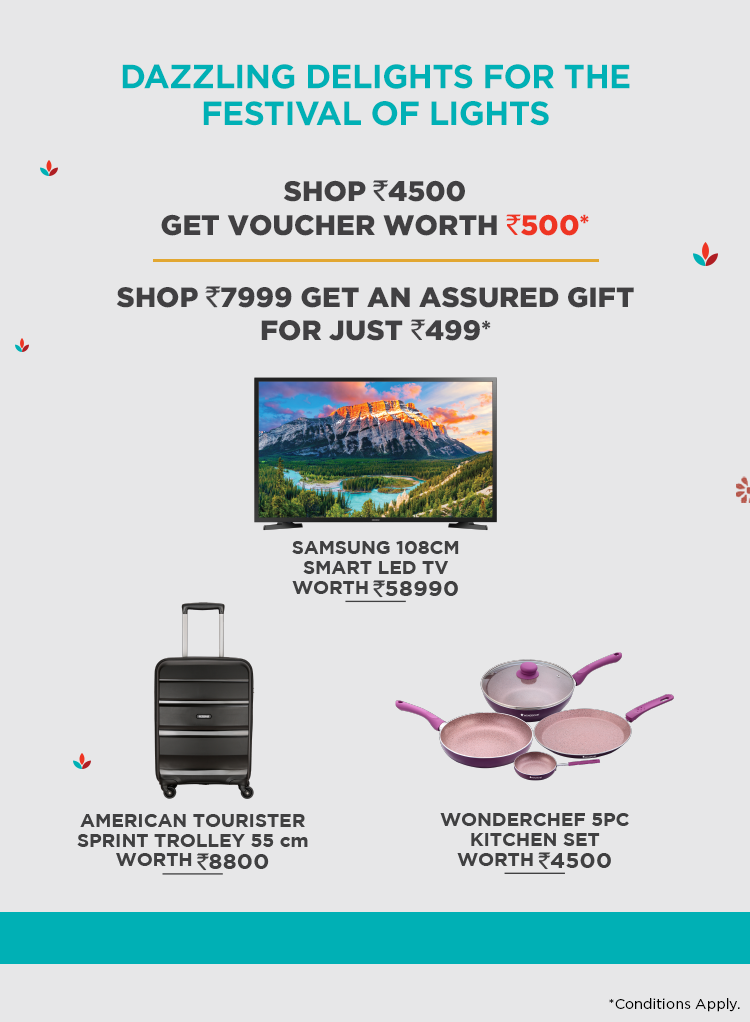 DAZZLING DELIGHTS FOR THE
FESTIVAL OF LIGHTS
SHOP ₹4500
GET VOUCHER WORTH ₹500*
SHOP ₹7999 GET AN ASSURED GIFT
FOR JUST ₹499*
SAMSUNG 108CM
SMART LED TV
WORTH ₹58990
AMERICAN TOURISTER
SPRINT TROLLEY 55 cm
WORTH ₹8800
WONDERCHEF 5PC
KITCHEN SET
WORTH ₹4500
*Conditions Apply.